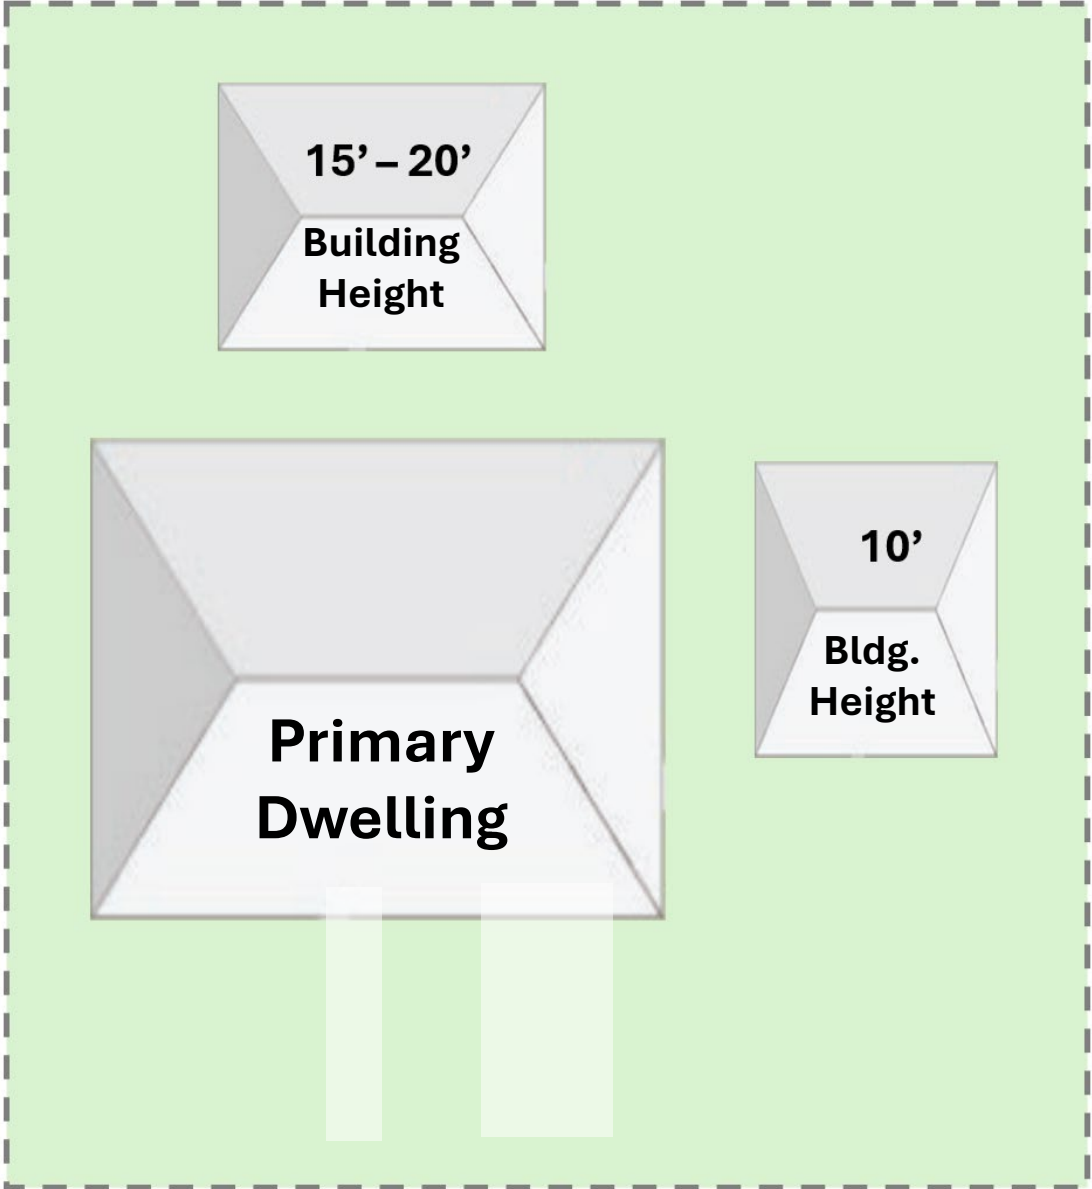 15’ – 20’
Building
Height
10’
Bldg.
Height
Primary
Dwelling